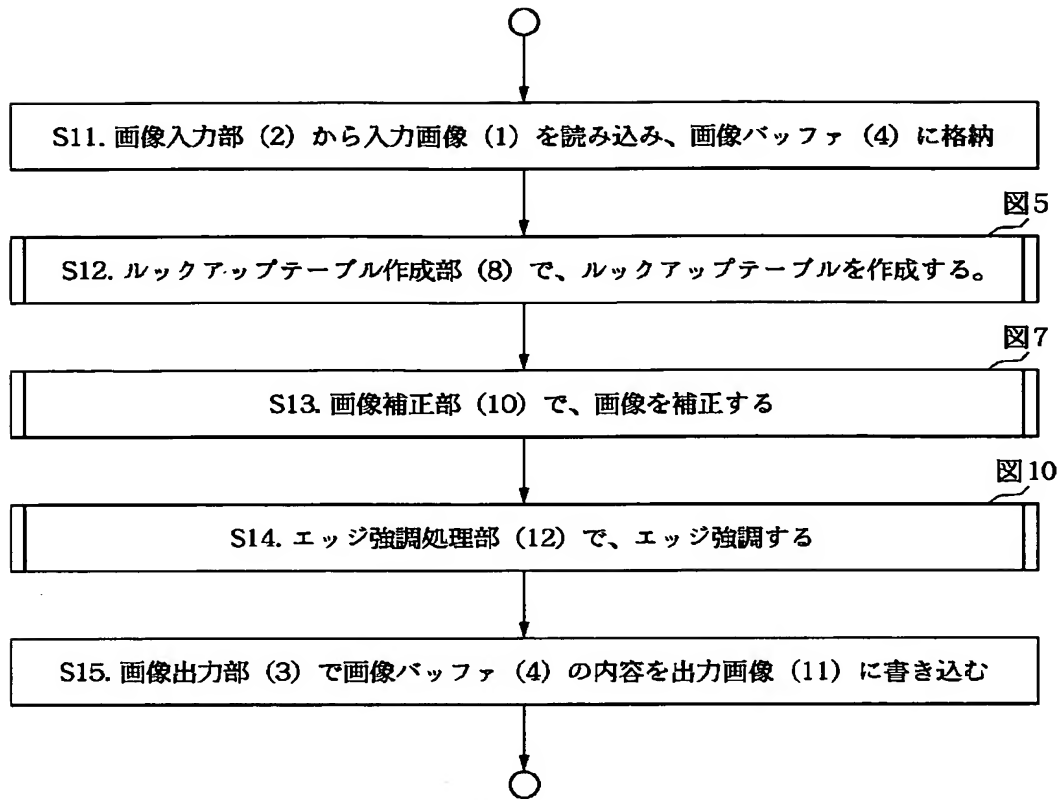 S11. 画像入力部（2）から入力画像（1）を読み込み、画像バッファ（4）に格納
図5
S12. ルックアップテーブル作成部（8）で、ルックアップテーブルを作成する。
図7
S13. 画像補正部（10）で、画像を補正する
図10
S14. エッジ強調処理部（12）で、エッジ強調する
S15. 画像出力部（3）で画像バッファ（4）の内容を出力画像（11）に書き込む